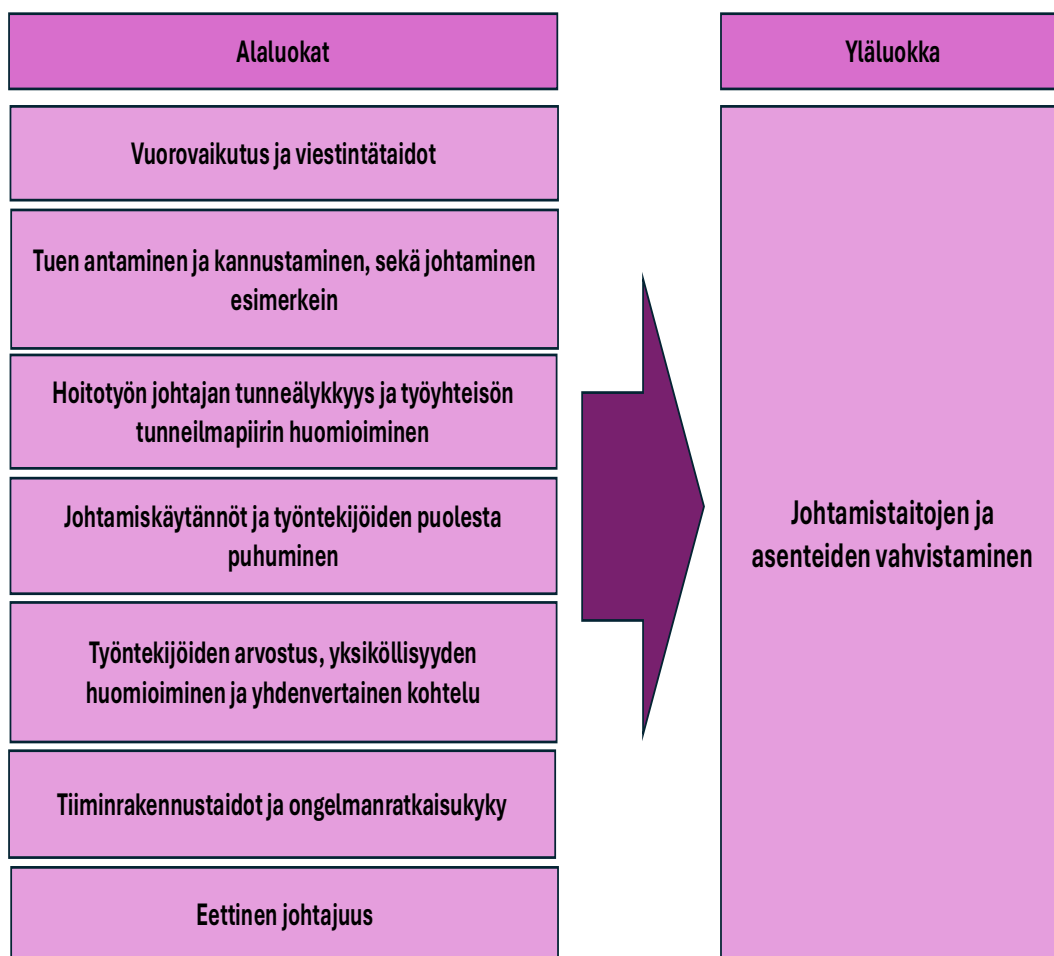 Alaluokat
Yläluokka
Vuorovaikutus ja viestintätaidot
Tuen antaminen ja kannustaminen, sekä johtaminen
esimerkein
Hoitotyön johtajan tunneälykkyys ja työyhteisön
tunneilmapiirin huomioiminen
Johtamiskäytännöt ja työntekijöiden puolesta
puhuminen
Työntekijöiden arvostus, yksiköllisyyden
huomioiminen ja yhdenvertainen kohtelu
Tiiminrakennustaidot ja ongelmanratkaisukyky
Eettinen johtajuus
Johtamistaitojen ja
asenteiden vahvistaminen